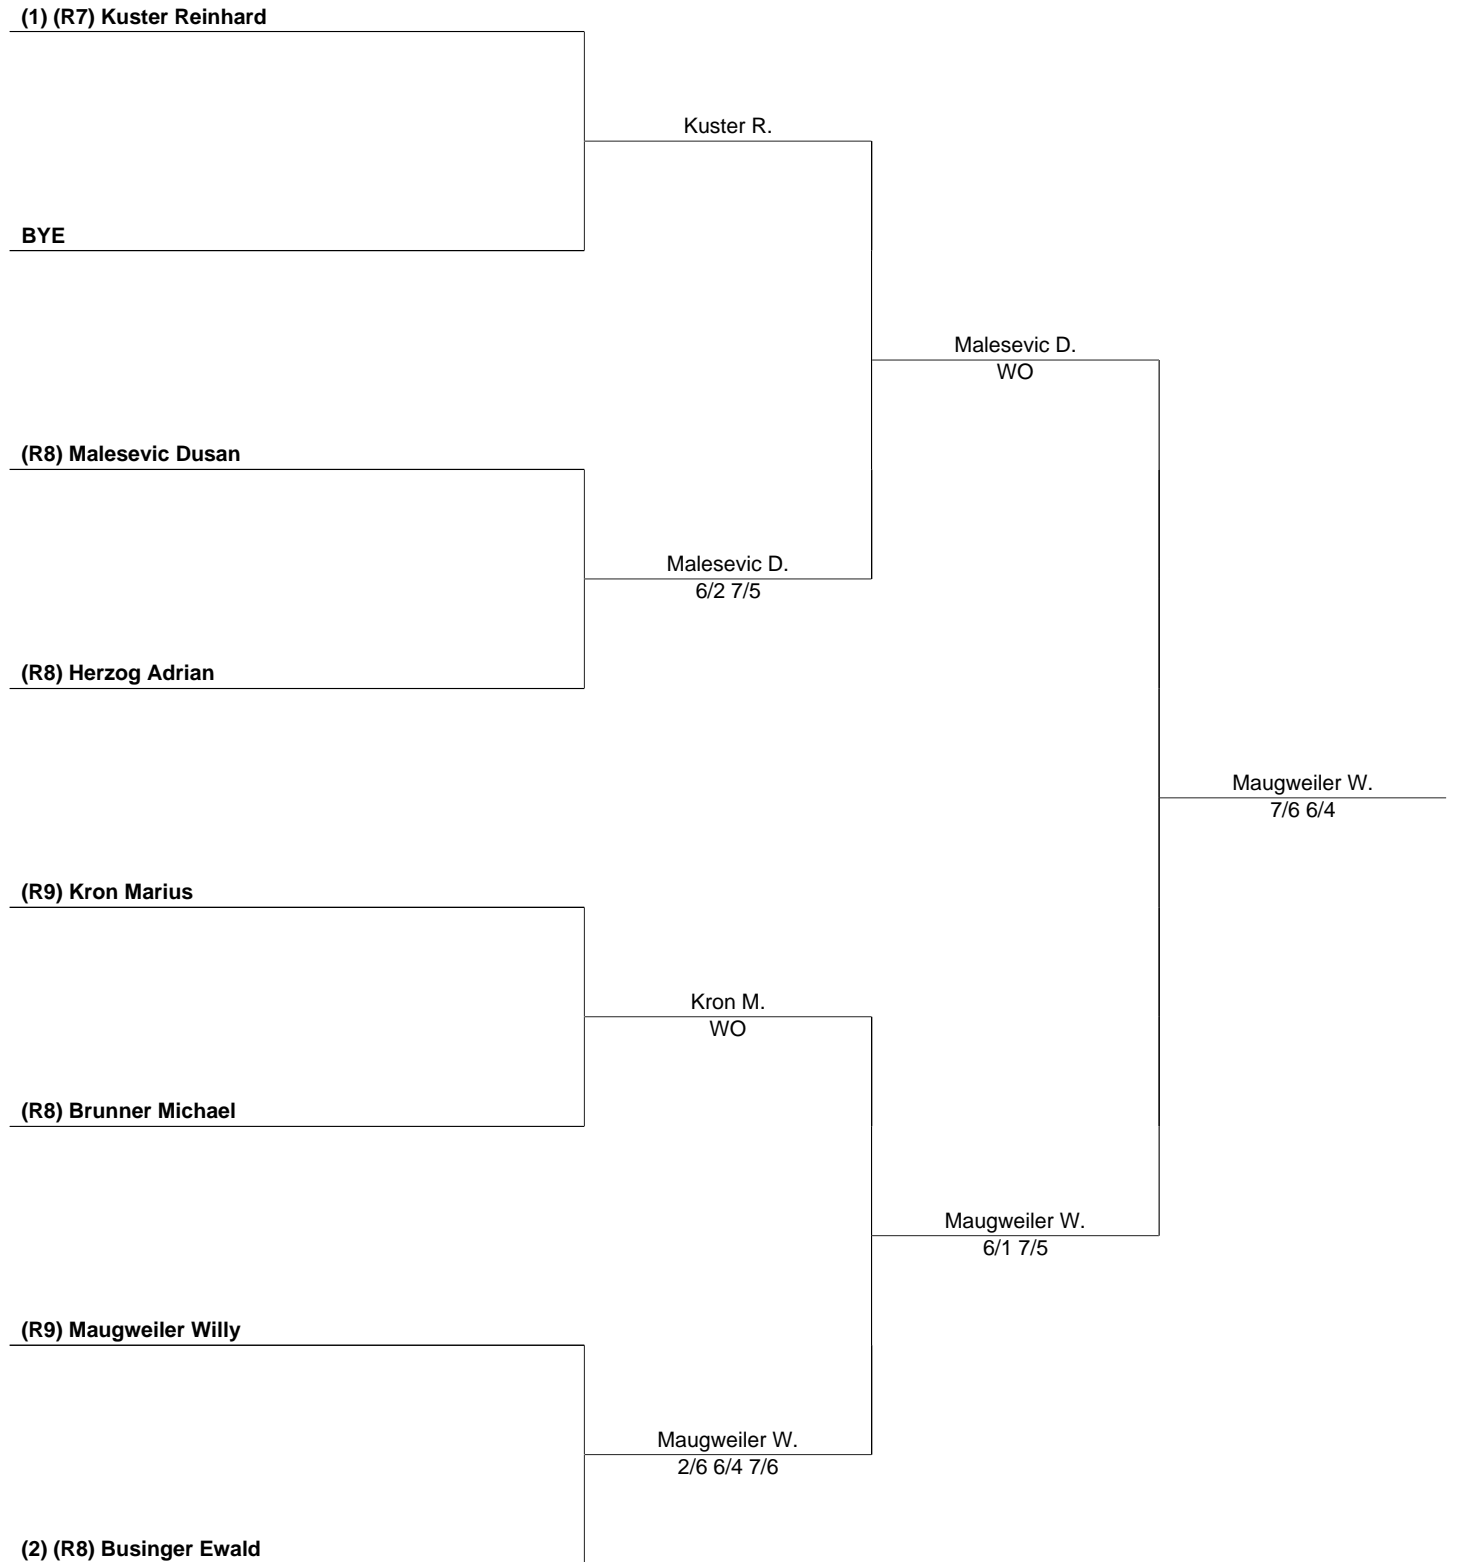 (1) (R7) Kuster Reinhard
Kuster R.
BYE
Malesevic D.
WO
(R8) Malesevic Dusan
Malesevic D.
6/2 7/5
(R8) Herzog Adrian
Maugweiler W.
7/6 6/4
(R9) Kron Marius
Kron M.
WO
(R8) Brunner Michael
Maugweiler W.
6/1 7/5
(R9) Maugweiler Willy
Maugweiler W.
2/6 6/4 7/6
(2) (R8) Businger Ewald